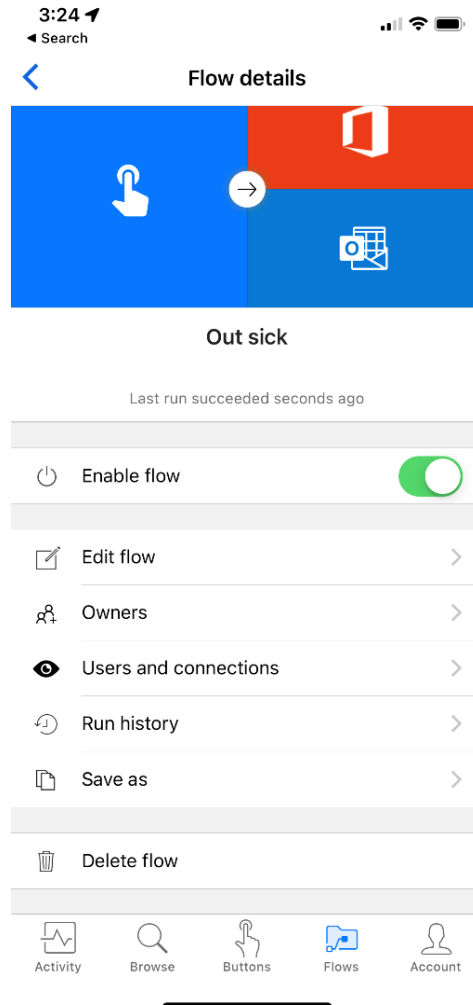 3:24
◀ Search
Flow details
Out sick
Last run succeeded seconds ago
Enable flow
Edit flow
Owners
Users and connections
Run history
Save as
Delete flow
Activity
Browse
Buttons
Flows
Account